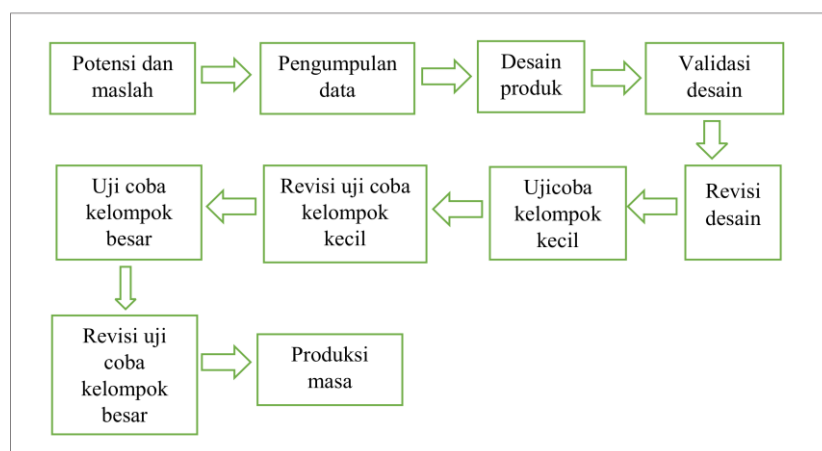 Potensi dan
maslah
Pengumpulan
data
Desain
produk
Validasi
desain
Revisi
desain
Ujicoba
kelompok
kecil
Revisi uji coba
kelompok
kecil
Uji coba
kelompok
besar
Revisi uji
coba
kelompok
besar
Produksi
masa